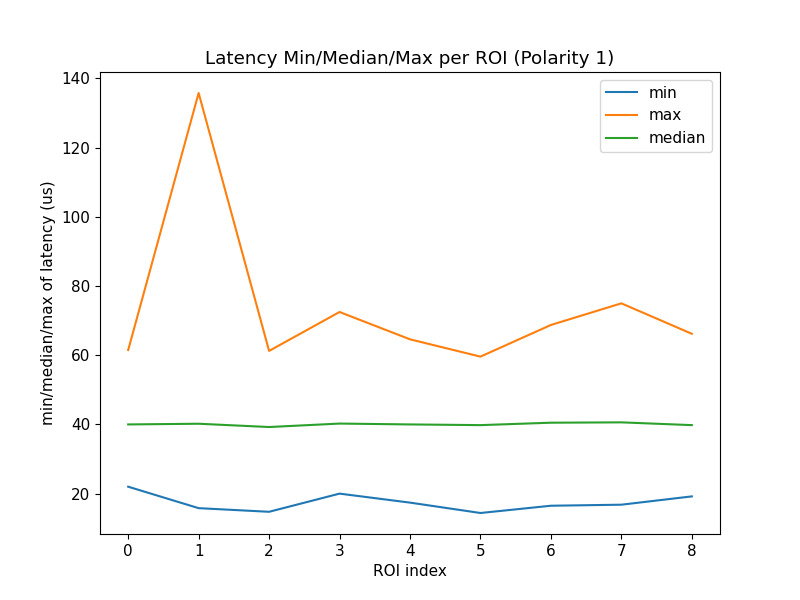 Latency Min/Median/Max per ROI (Polarity 1)
min
max
median
min/median/max of latency (us)
140
120
100
80
60
40
20
0 1 2 3 4 5 6 7 8
ROI index